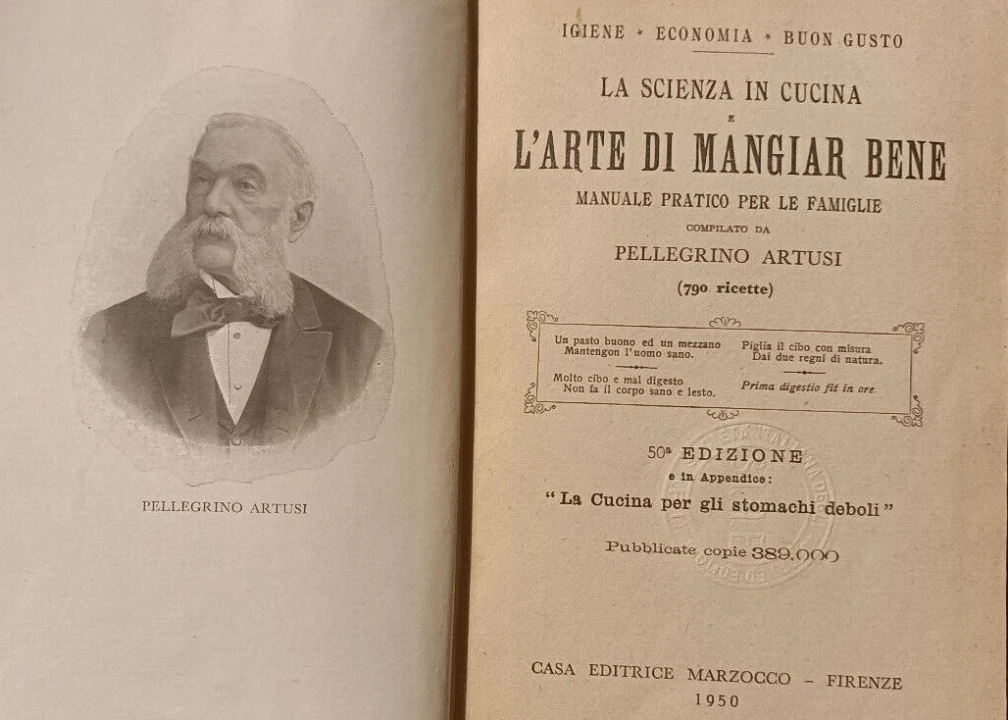 PELLEGRINO ARTUSI
IGIENE * ECONOMIA * BUON GUSTO
LA SCIENZA IN CUCINA
E
L'ARTE DI MANGIAR BENE
MANUALE PRATICO PER LE FAMIGLIE
COMPILATO DA
PELLEGRINO ARTUSI
(790 ricette)
Un pasto buono ed un mezzano
Mantengon l'uomo sano.
Molto cibo e mal digesto
Non fa il corpo sano e lesto.
Piglia il cibo con misura
Dai due regni di natura.
Prima digestio fit in ore
50ª EDIZIONE
e in Appendice:
"La Cucina per gli stomachi deboli"
Pubblicate copie 389.000
CASA EDITRICE MARZOCCO - FIRENZE
1950